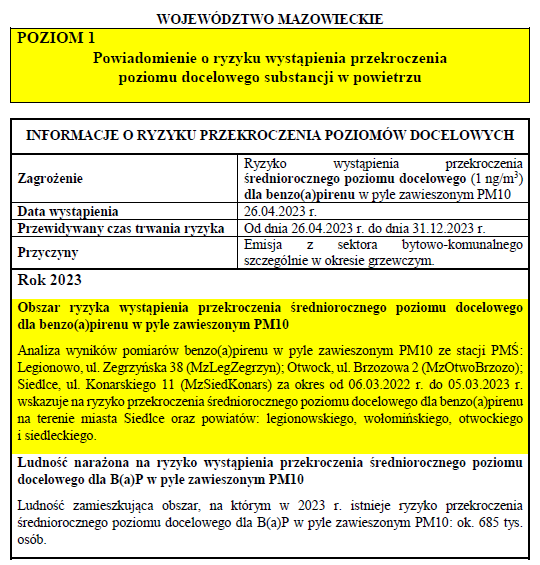 WOJEWÓDZTWO MAZOWIECKIE
POZIOM 1
Powiadomienie o ryzyku wystąpienia przekroczenia
poziomu docelowego substancji w powietrzu
INFORMACJE O RYZYKU PRZEKROCZENIA POZIOMÓW DOCELOWYCH
Zagrożenie
Ryzyko wystąpienia przekroczenia
średniorocznego poziomu docelowego (1 ng/m³)
dla benzo(a)pirenu w pyle zawieszonym PM10
Data wystąpienia
26.04.2023 r.
Przewidywany czas trwania ryzyka
Od dnia 26.04.2023 r. do dnia 31.12.2023 r.
Przyczyny
Emisja z sektora bytowo-komunalnego
szczególnie w okresie grzewczym.
Rok 2023
Obszar ryzyka wystąpienia przekroczenia średniorocznego poziomu docelowego
dla benzo(a)pirenu w pyle zawieszonym PM10
Analiza wyników pomiarów benzo(a)pirenu w pyle zawieszonym PM10 ze stacji PMŚ:
Legionowo, ul. Zegrzyńska 38 (MzLegZegrzyn); Otwock, ul. Brzozowa 2 (MzOtwoBrzozo);
Siedlce, ul. Konarskiego 11 (MzSiedKonars) za okres od 06.03.2022 r. do 05.03.2023 r.
wskazuje na ryzyko przekroczenia średniorocznego poziomu docelowego dla benzo(a)pirenu
na terenie miasta Siedlce oraz powiatów: legionowskiego, wołomińskiego, otwockiego
i siedleckiego.
Ludność narażona na ryzyko wystąpienia przekroczenia średniorocznego poziomu
docelowego dla B(a)P w pyle zawieszonym PM10
Ludność zamieszkująca obszar, na którym w 2023 r. istnieje ryzyko przekroczenia
średniorocznego poziomu docelowego dla B(a)P w pyle zawieszonym PM10: ok. 685 tys.
osób.